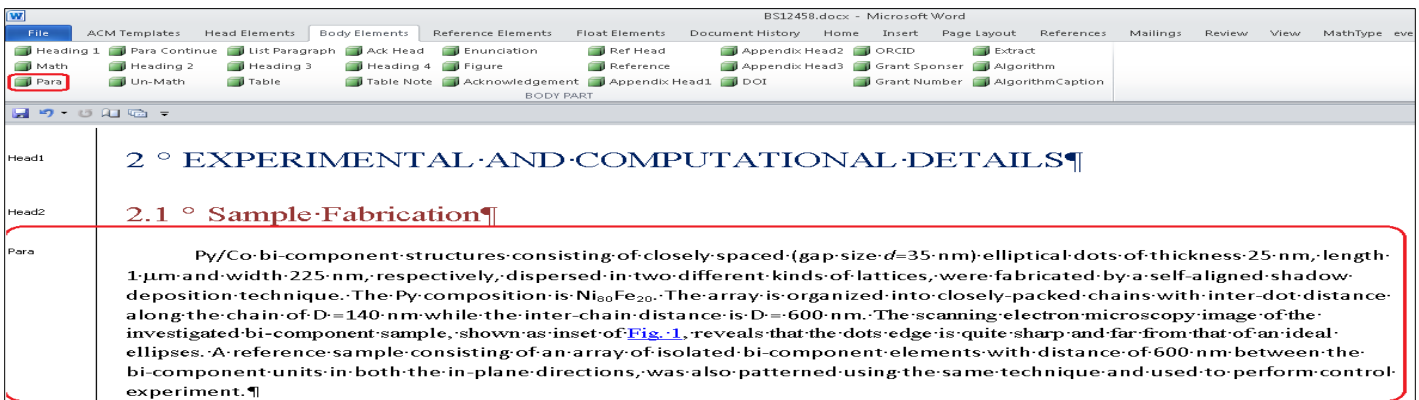 W BS12458.docx - Microsoft Word
File ACM Templates Head Elements Body Elements Reference Elements Float Elements Document History Home Insert Page Layout References Mailings Review View MathType eve
Heading 1 Para Continue List Paragraph Ack Head Enunciation Ref Head Appendix Head2 ORCID Extract
Math Heading 2 Heading 3 Heading 4 Figure Reference Appendix Head3 Grant Sponser Algorithm
Para Un-Math Table Table Note Acknowledgement Appendix Head1 DOI Grant Number AlgorithmCaption
BODY PART
Head1 2 ° EXPERIMENTAL·AND·COMPUTATIONAL·DETAILS¶
Head2 2.1 ° Sample·Fabrication¶
Para Py/Co·bi-component·structures·consisting·of·closely·spaced·(gap·size·d=35·nm)·elliptical·dots·of·thickness·25·nm,·length·
1·μm·and·width·225·nm,·respectively,·dispersed·in·two·different·kinds·of·lattices,·were·fabricated·by·a·self-aligned·shadow·
deposition·technique.·The·Py·composition·is·Ni₈₀Fe₂₀.·The·array·is·organized·into·closely-packed·chains·with·inter-dot·distance·
along·the·chain·of·D·=140·nm·while·the·inter-chain·distance·is·D·=·600·nm.·The·scanning·electron·microscopy·image·of·the·
investigated·bi-component·sample,·shown·as·inset·of·Fig.·1,·reveals·that·the·dots·edge·is·quite·sharp·and·far·from·that·of·an·ideal·
ellipses.·A·reference·sample·consisting·of·an·array·of·isolated·bi-component·elements·with·distance·of·600·nm·between·the·
bi-component·units·in·both·the·in-plane·directions,·was·also·patterned·using·the·same·technique·and·used·to·perform·control·
experiment.¶